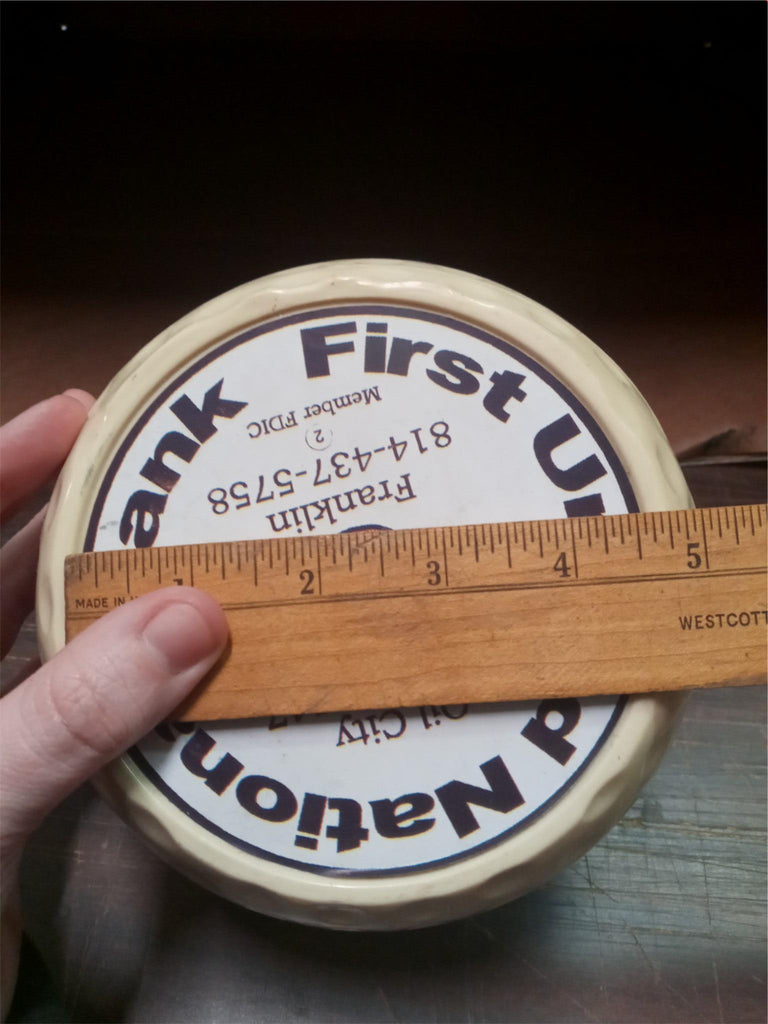 First
ank
Member FDIC
2
814-437-5758
Franklin
1 2 3 4 5
MADE IN
WESTCOTT
Oil City
National